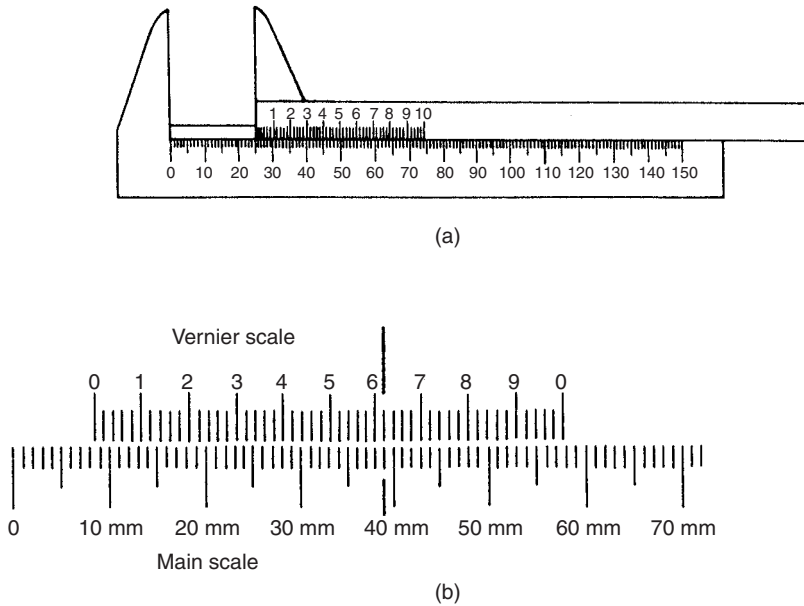 1 2 3 4 5 6 7 8 9 10
0 10 20 30 40 50 60 70 80 90 100 110 120 130 140 150
(a)
Vernier scale
0 1 2 3 4 5 6 7 8 9 0
0 10 mm 20 mm 30 mm 40 mm 50 mm 60 mm 70 mm
Main scale
(b)